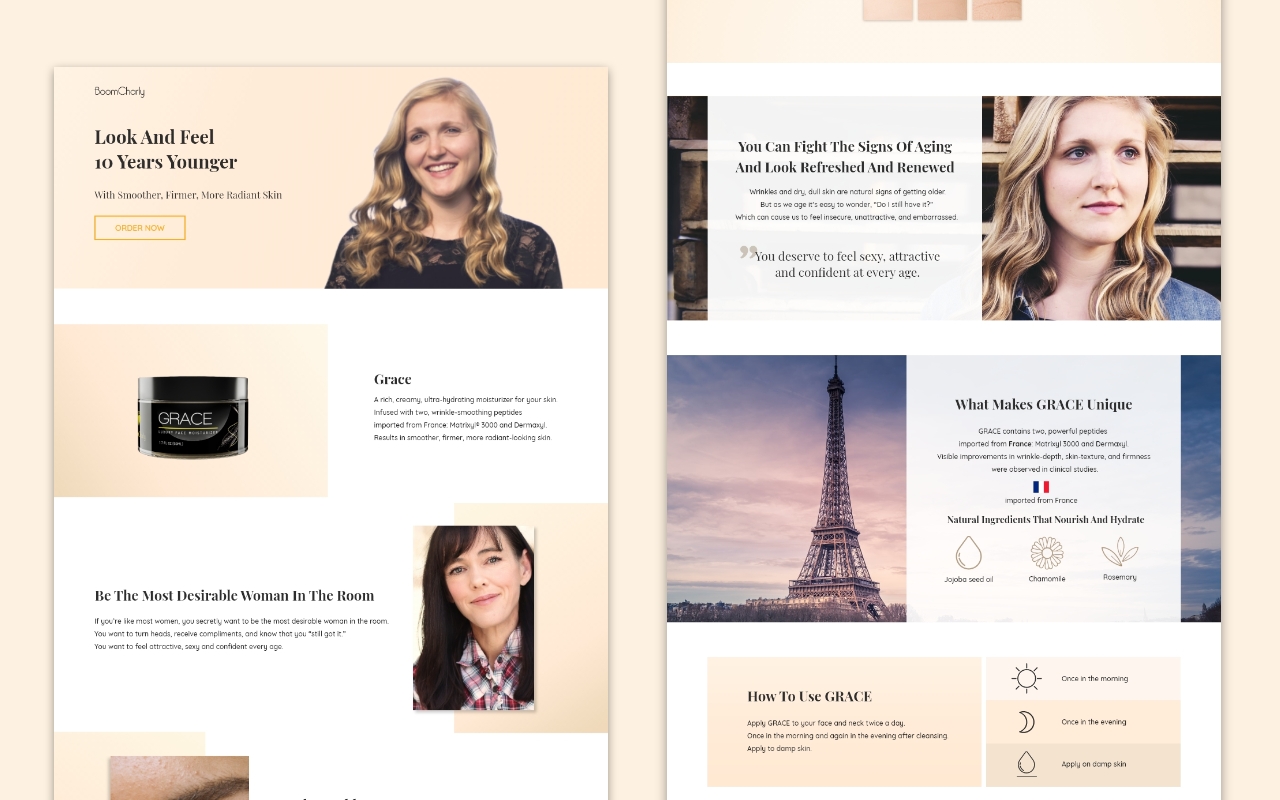 BoomCharly
Look And Feel
10 Years Younger
With Smoother, Firmer, More Radiant Skin
ORDER NOW
GRACE
Grace
A rich, creamy, ultra-hydrating moisturizer for your skin.
Infused with two, wrinkle-smoothing peptides
imported from France: Matrixyl® 3000 and Dermaxyl.
Results in smoother, firmer, more radiant-looking skin.
Be The Most Desirable Woman In The Room
If you're like most women, you secretly want to be the most desirable woman in the room.
You want to turn heads, receive compliments, and know that you "still got it."
You want to feel attractive, sexy and confident every age.
You Can Fight The Signs Of Aging
And Look Refreshed And Renewed
Wrinkles and dry, dull skin are natural signs of getting older.
But as we age it's easy to wonder, "Do I still have it?"
Which can cause us to feel insecure, unattractive, and embarrassed.
”You deserve to feel sexy, attractive
and confident at every age.
What Makes GRACE Unique
GRACE contains two, powerful peptides
imported from France: Matrixyl 3000 and Dermaxyl.
Visible improvements in wrinkle-depth, skin-texture, and firmness
were observed in clinical studies.
imported from France
Natural Ingredients That Nourish And Hydrate
Jojoba seed oil
Chamomile
Rosemary
How To Use GRACE
Apply GRACE to your face and neck twice a day,
Once in the morning and again in the evening after cleansing.
Apply to damp skin.
Once in the morning
Once in the evening
Apply on damp skin